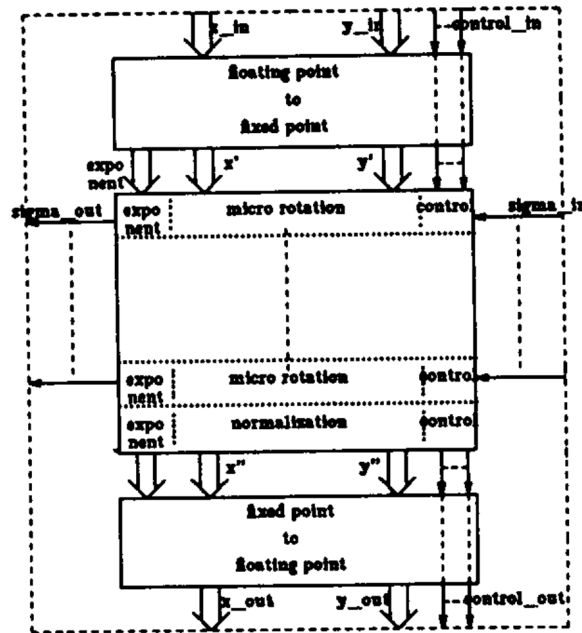 x_in y_in control_in
floating point
to
fixed point
expo
nent
x' y'
sigma_out expo
nent micro rotation control sigma_in
expo
nent micro rotation control
expo
nent normalization control
x" y"
fixed point
to
floating point
x_out y_out control_out